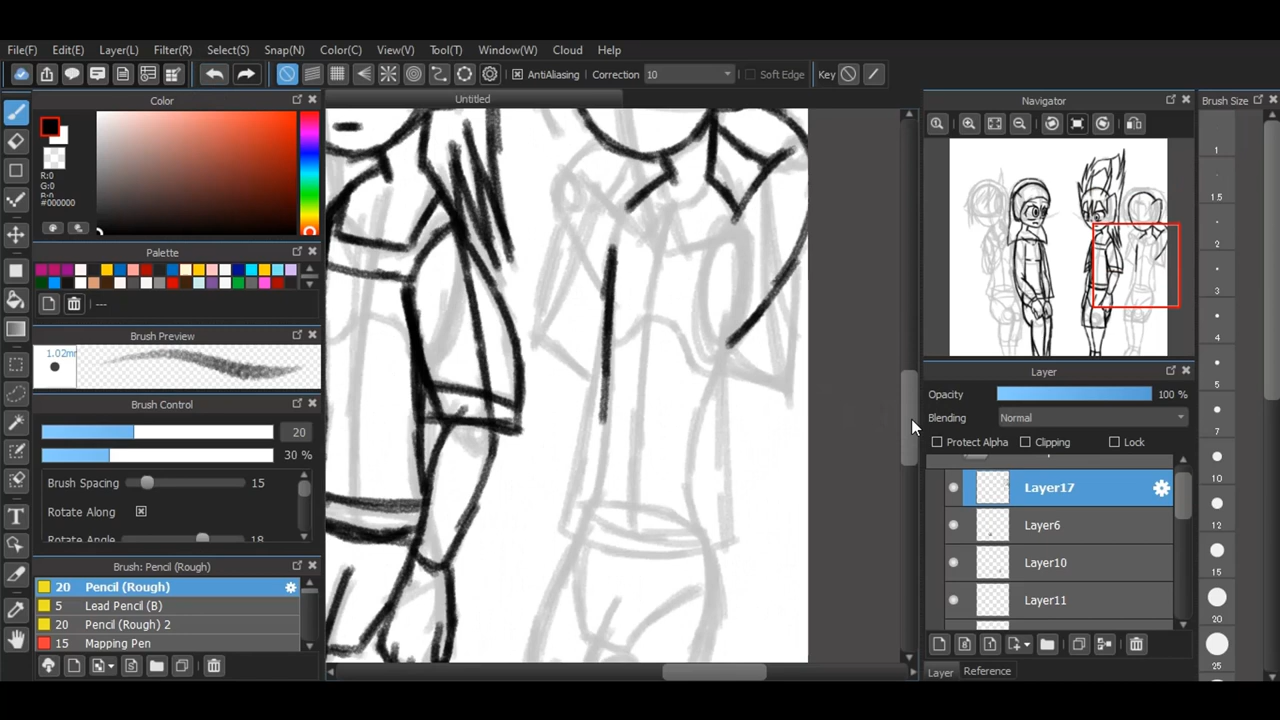 File(F) Edit(E) Layer(L) Filter(R) Select(S) Snap(N) Color(C) View(V) Tool(T) Window(W) Cloud Help
AntiAliasing Correction 10 Soft Edge Key
Color
R:0
G:0
B:0
#000000
Palette
---
Brush Preview
1.02mm
Brush Control
20
30 %
Brush Spacing 15
Rotate Along
Rotate Angle 18
Brush: Pencil (Rough)
20 Pencil (Rough)
5 Lead Pencil (B)
20 Pencil (Rough) 2
15 Mapping Pen
Untitled
Navigator
Layer
Opacity 100 %
Blending Normal
Protect Alpha Clipping Lock
Layer17
Layer6
Layer10
Layer11
Layer Reference
Brush Size
1
1.5
2
3
4
5
7
10
12
15
20
25